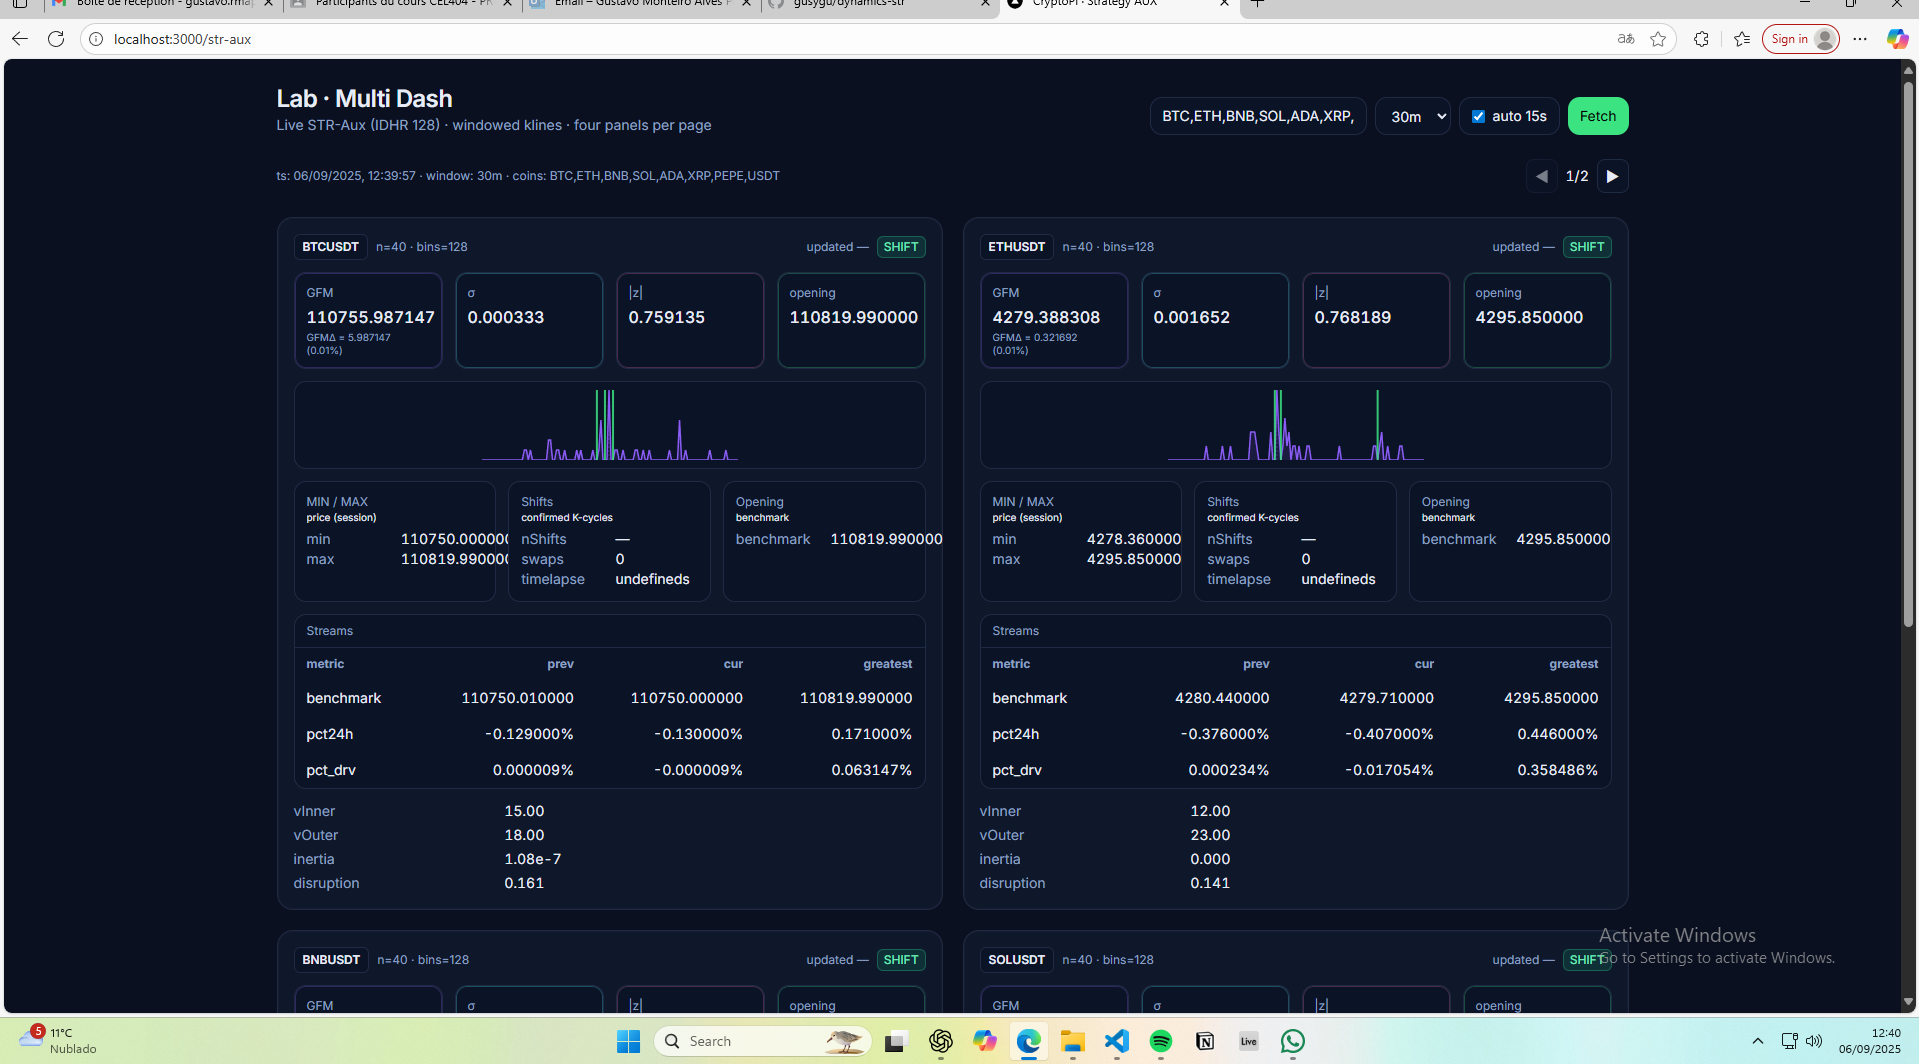 Boîte de réception - gustavo.rmap
Participants du cours CEL404 - PR
Email – Gustavo Monteiro Alves P
gusygu/dynamics-str
CryptoPi · Strategy AUX
localhost:3000/str-aux
Sign in
Lab · Multi Dash
Live STR-Aux (IDHR 128) · windowed klines · four panels per page
BTC,ETH,BNB,SOL,ADA,XRP,
30m
auto 15s
Fetch
ts: 06/09/2025, 12:39:57 · window: 30m · coins: BTC,ETH,BNB,SOL,ADA,XRP,PEPE,USDT
◀ 1/2 ▶
BTCUSDT n=40 · bins=128 updated — SHIFT
GFM σ |z| opening
110755.987147 0.000333 0.759135 110819.990000
GFMΔ = 5.987147
(0.01%)
MIN / MAX Shifts Opening
price (session) confirmed K-cycles benchmark
min 110750.000000 nShifts — benchmark 110819.990000
max 110819.990000 swaps 0
timelapse undefineds
Streams
metric prev cur greatest
benchmark 110750.010000 110750.000000 110819.990000
pct24h -0.129000% -0.130000% 0.171000%
pct_drv 0.000009% -0.000009% 0.063147%
vInner 15.00
vOuter 18.00
inertia 1.08e-7
disruption 0.161
ETHUSDT n=40 · bins=128 updated — SHIFT
GFM σ |z| opening
4279.388308 0.001652 0.768189 4295.850000
GFMΔ = 0.321692
(0.01%)
MIN / MAX Shifts Opening
price (session) confirmed K-cycles benchmark
min 4278.360000 nShifts — benchmark 4295.850000
max 4295.850000 swaps 0
timelapse undefineds
Streams
metric prev cur greatest
benchmark 4280.440000 4279.710000 4295.850000
pct24h -0.376000% -0.407000% 0.446000%
pct_drv 0.000234% -0.017054% 0.358486%
vInner 12.00
vOuter 23.00
inertia 0.000
disruption 0.141
BNBUSDT n=40 · bins=128 updated — SHIFT
GFM σ |z| opening
SOLUSDT n=40 · bins=128 updated — SHIFT
GFM σ |z| opening
Activate Windows
Go to Settings to activate Windows.
5
11°C
Nublado
Search
Live
12:40
06/09/2025